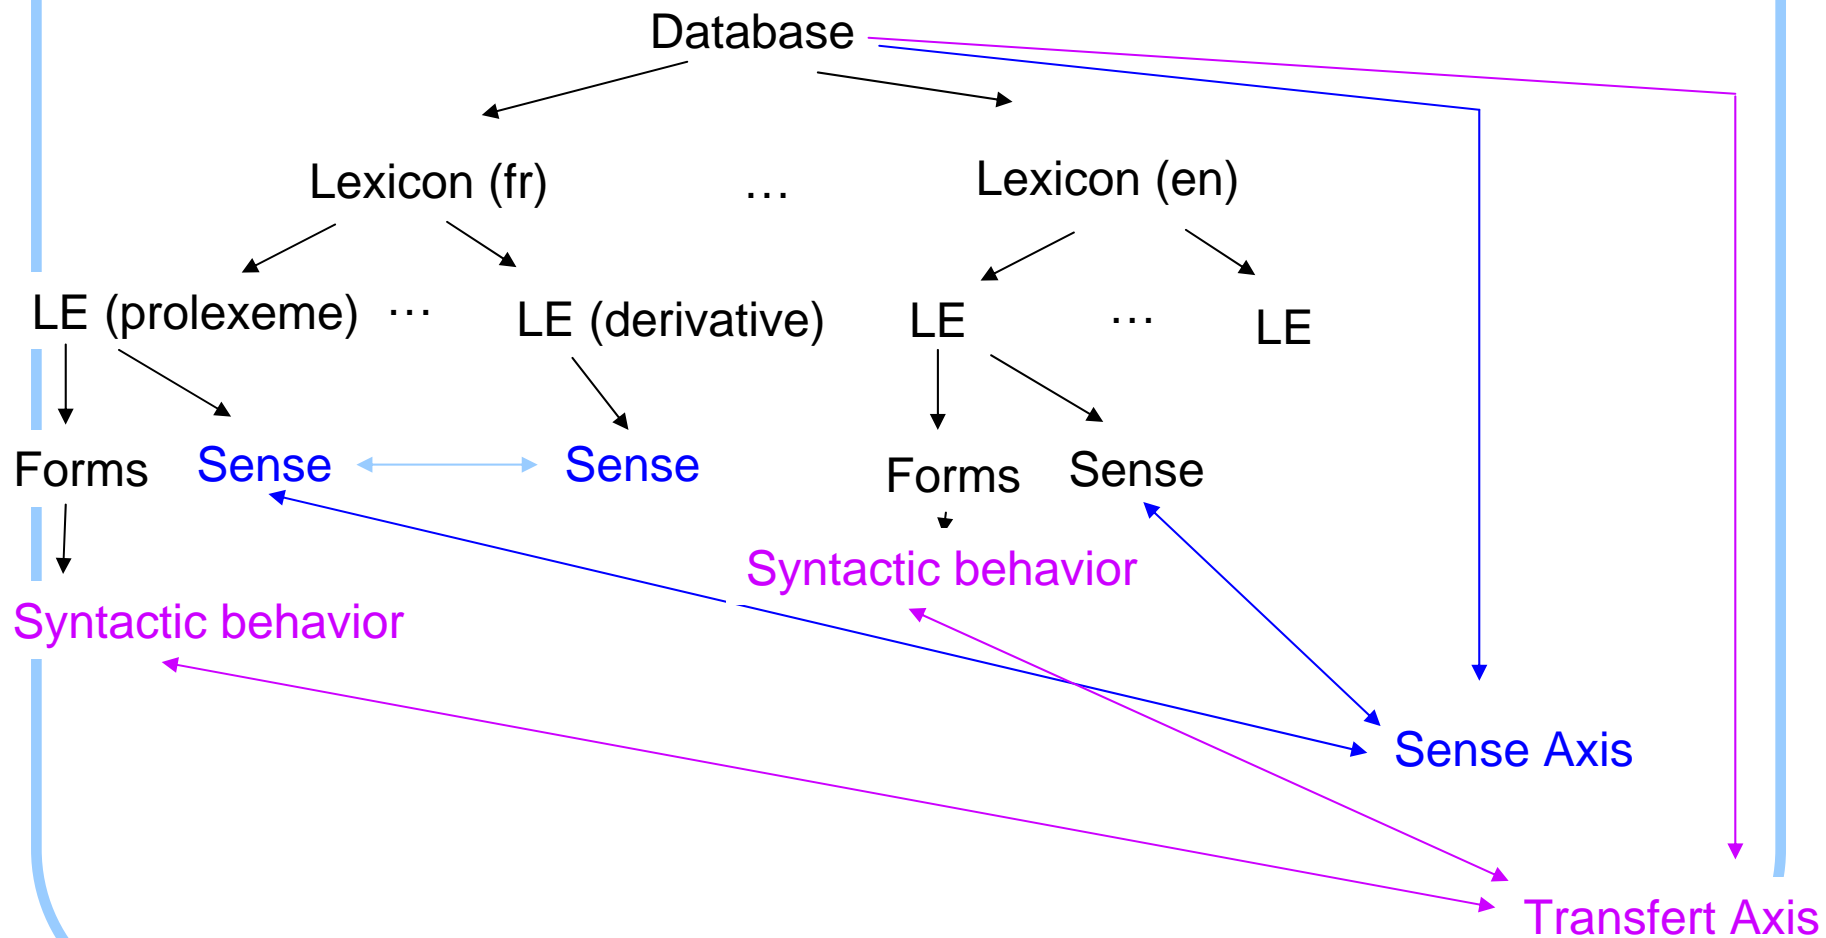 Database
Lexicon (fr) … Lexicon (en)
LE (prolexeme) … LE (derivative) LE … LE
Forms Sense Sense Forms Sense
Syntactic behavior
Syntactic behavior
Sense Axis
Transfert Axis